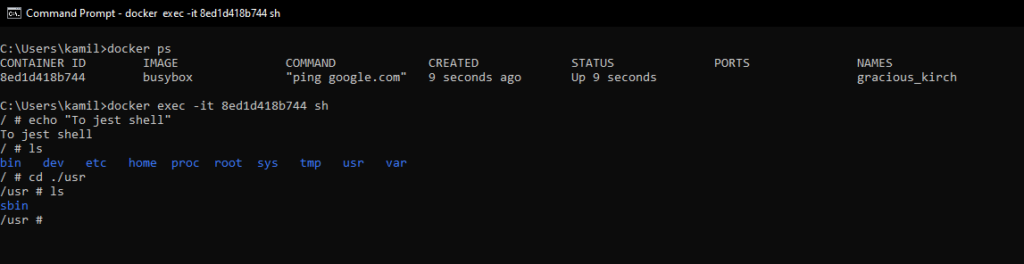 Command Prompt - docker exec -it 8ed1d418b744 sh
C:\Users\kamil>docker ps
CONTAINER ID        IMAGE               COMMAND             CREATED             STATUS              PORTS               NAMES
8ed1d418b744        busybox             "ping google.com"   9 seconds ago       Up 9 seconds                            gracious_kirch
C:\Users\kamil>docker exec -it 8ed1d418b744 sh
/ # echo "To jest shell"
To jest shell
/ # ls
bin   dev   etc   home  proc  root  sys   tmp   usr   var
/ # cd ./usr
/usr # ls
sbin
/usr #